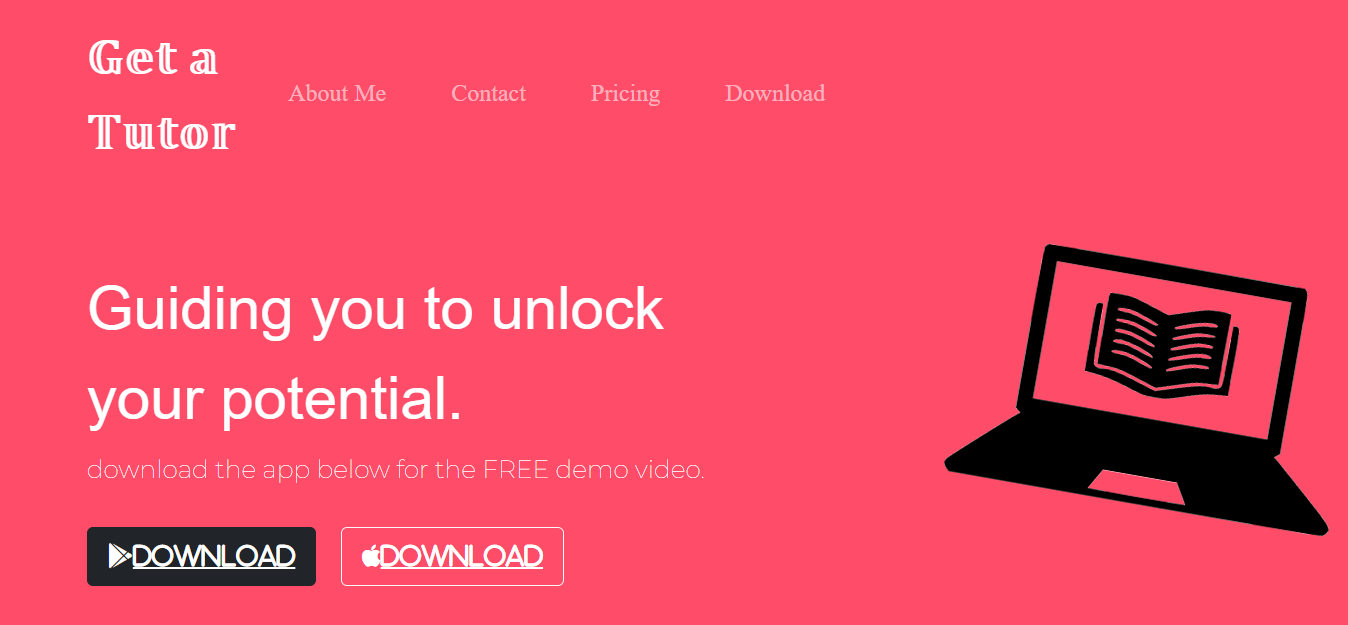 Get a
Tutor
About Me Contact Pricing Download
Guiding you to unlock
your potential.
download the app below for the FREE demo video.
DOWNLOAD DOWNLOAD